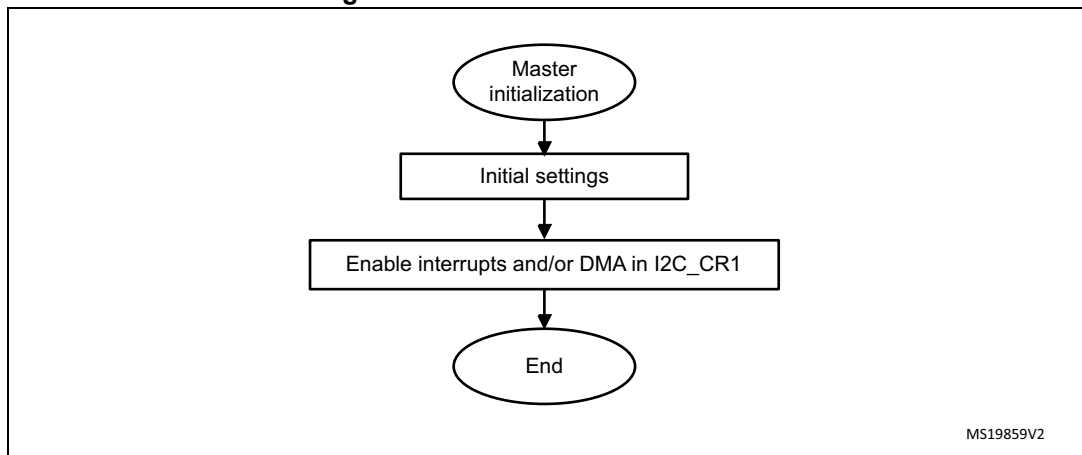 Master
initialization
Initial settings
Enable interrupts and/or DMA in I2C_CR1
End
MS19859V2